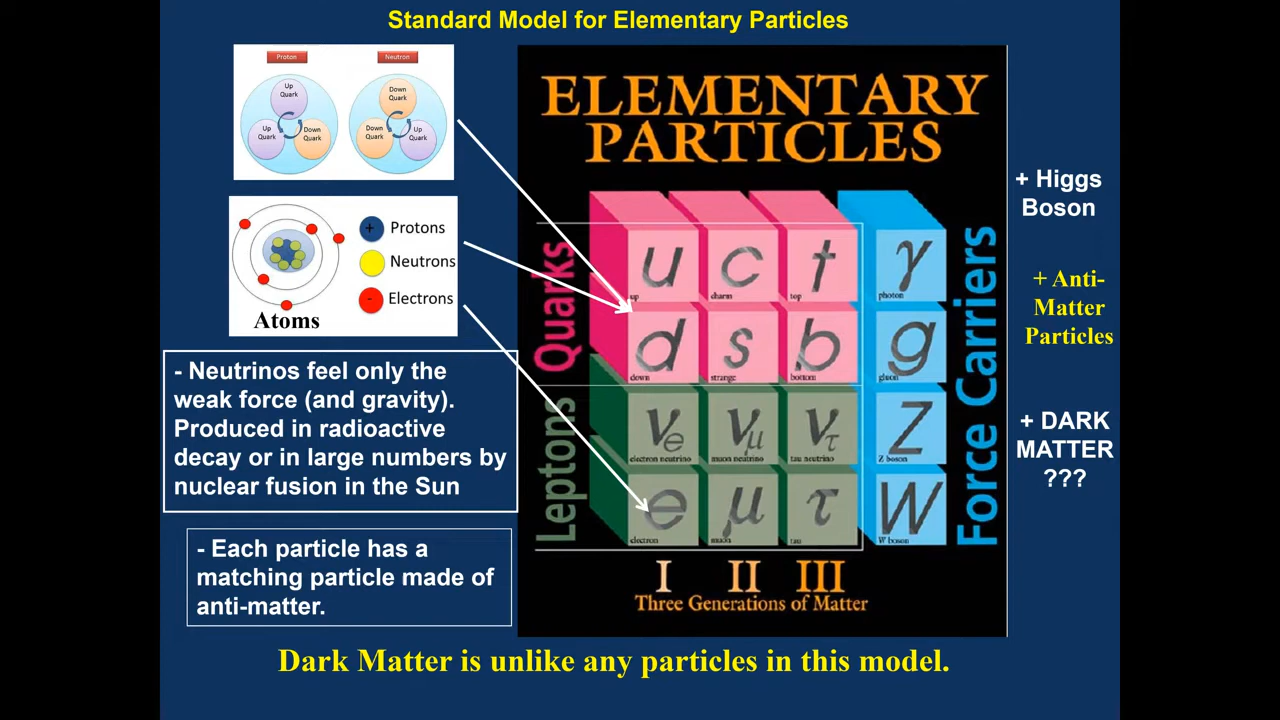 Standard Model for Elementary Particles
Proton
Neutron
Up
Quark
Up
Quark
Down
Quark
Down
Quark
Down
Quark
Up
Quark
+ Protons
Neutrons
- Electrons
Atoms
- Neutrinos feel only the
weak force (and gravity).
Produced in radioactive
decay or in large numbers by
nuclear fusion in the Sun
- Each particle has a
matching particle made of
anti-matter.
ELEMENTARY
PARTICLES
Quarks
Leptons
Force Carriers
u
up
c
charm
t
top
γ
photon
d
down
s
strange
b
bottom
g
gluon
νe
electron neutrino
νμ
muon neutrino
ντ
tau neutrino
Z
Z boson
e
electron
μ
muon
τ
tau
W
W boson
I II III
Three Generations of Matter
+ Higgs
Boson
+ Anti-
Matter
Particles
+ DARK
MATTER
???
Dark Matter is unlike any particles in this model.